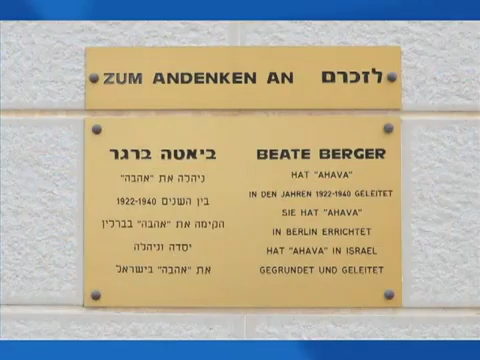 ZUM ANDENKEN AN לזכרם
ביאטה ברגר
ניהלה את "אהבה"
בין השנים 1922-1940
הקימה את "אהבה" בברלין
יסדה וניהלה
את "אהבה" בישראל
BEATE BERGER
HAT "AHAVA"
IN DEN JAHREN 1922-1940 GELEITET
SIE HAT "AHAVA"
IN BERLIN ERRICHTET
HAT "AHAVA" IN ISRAEL
GEGRUNDET UND GELEITET